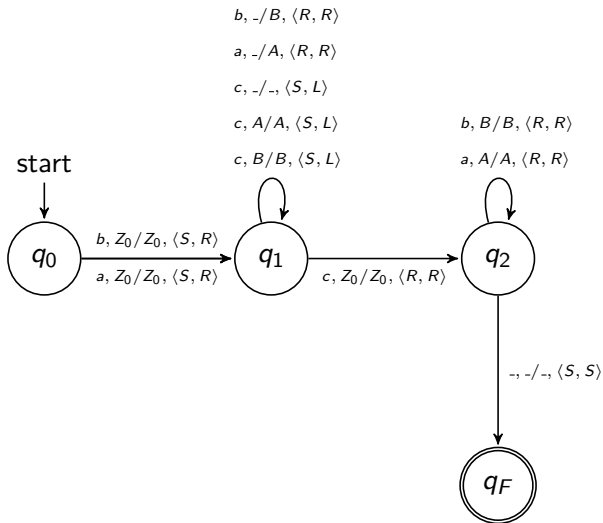 b, _/B, ⟨R, R⟩
a, _/A, ⟨R, R⟩
c, _/_, ⟨S, L⟩
c, A/A, ⟨S, L⟩
c, B/B, ⟨S, L⟩
b, B/B, ⟨R, R⟩
a, A/A, ⟨R, R⟩
start
q0
b, Z0/Z0, ⟨S, R⟩
a, Z0/Z0, ⟨S, R⟩
q1
c, Z0/Z0, ⟨R, R⟩
q2
_, _/_, ⟨S, S⟩
qF